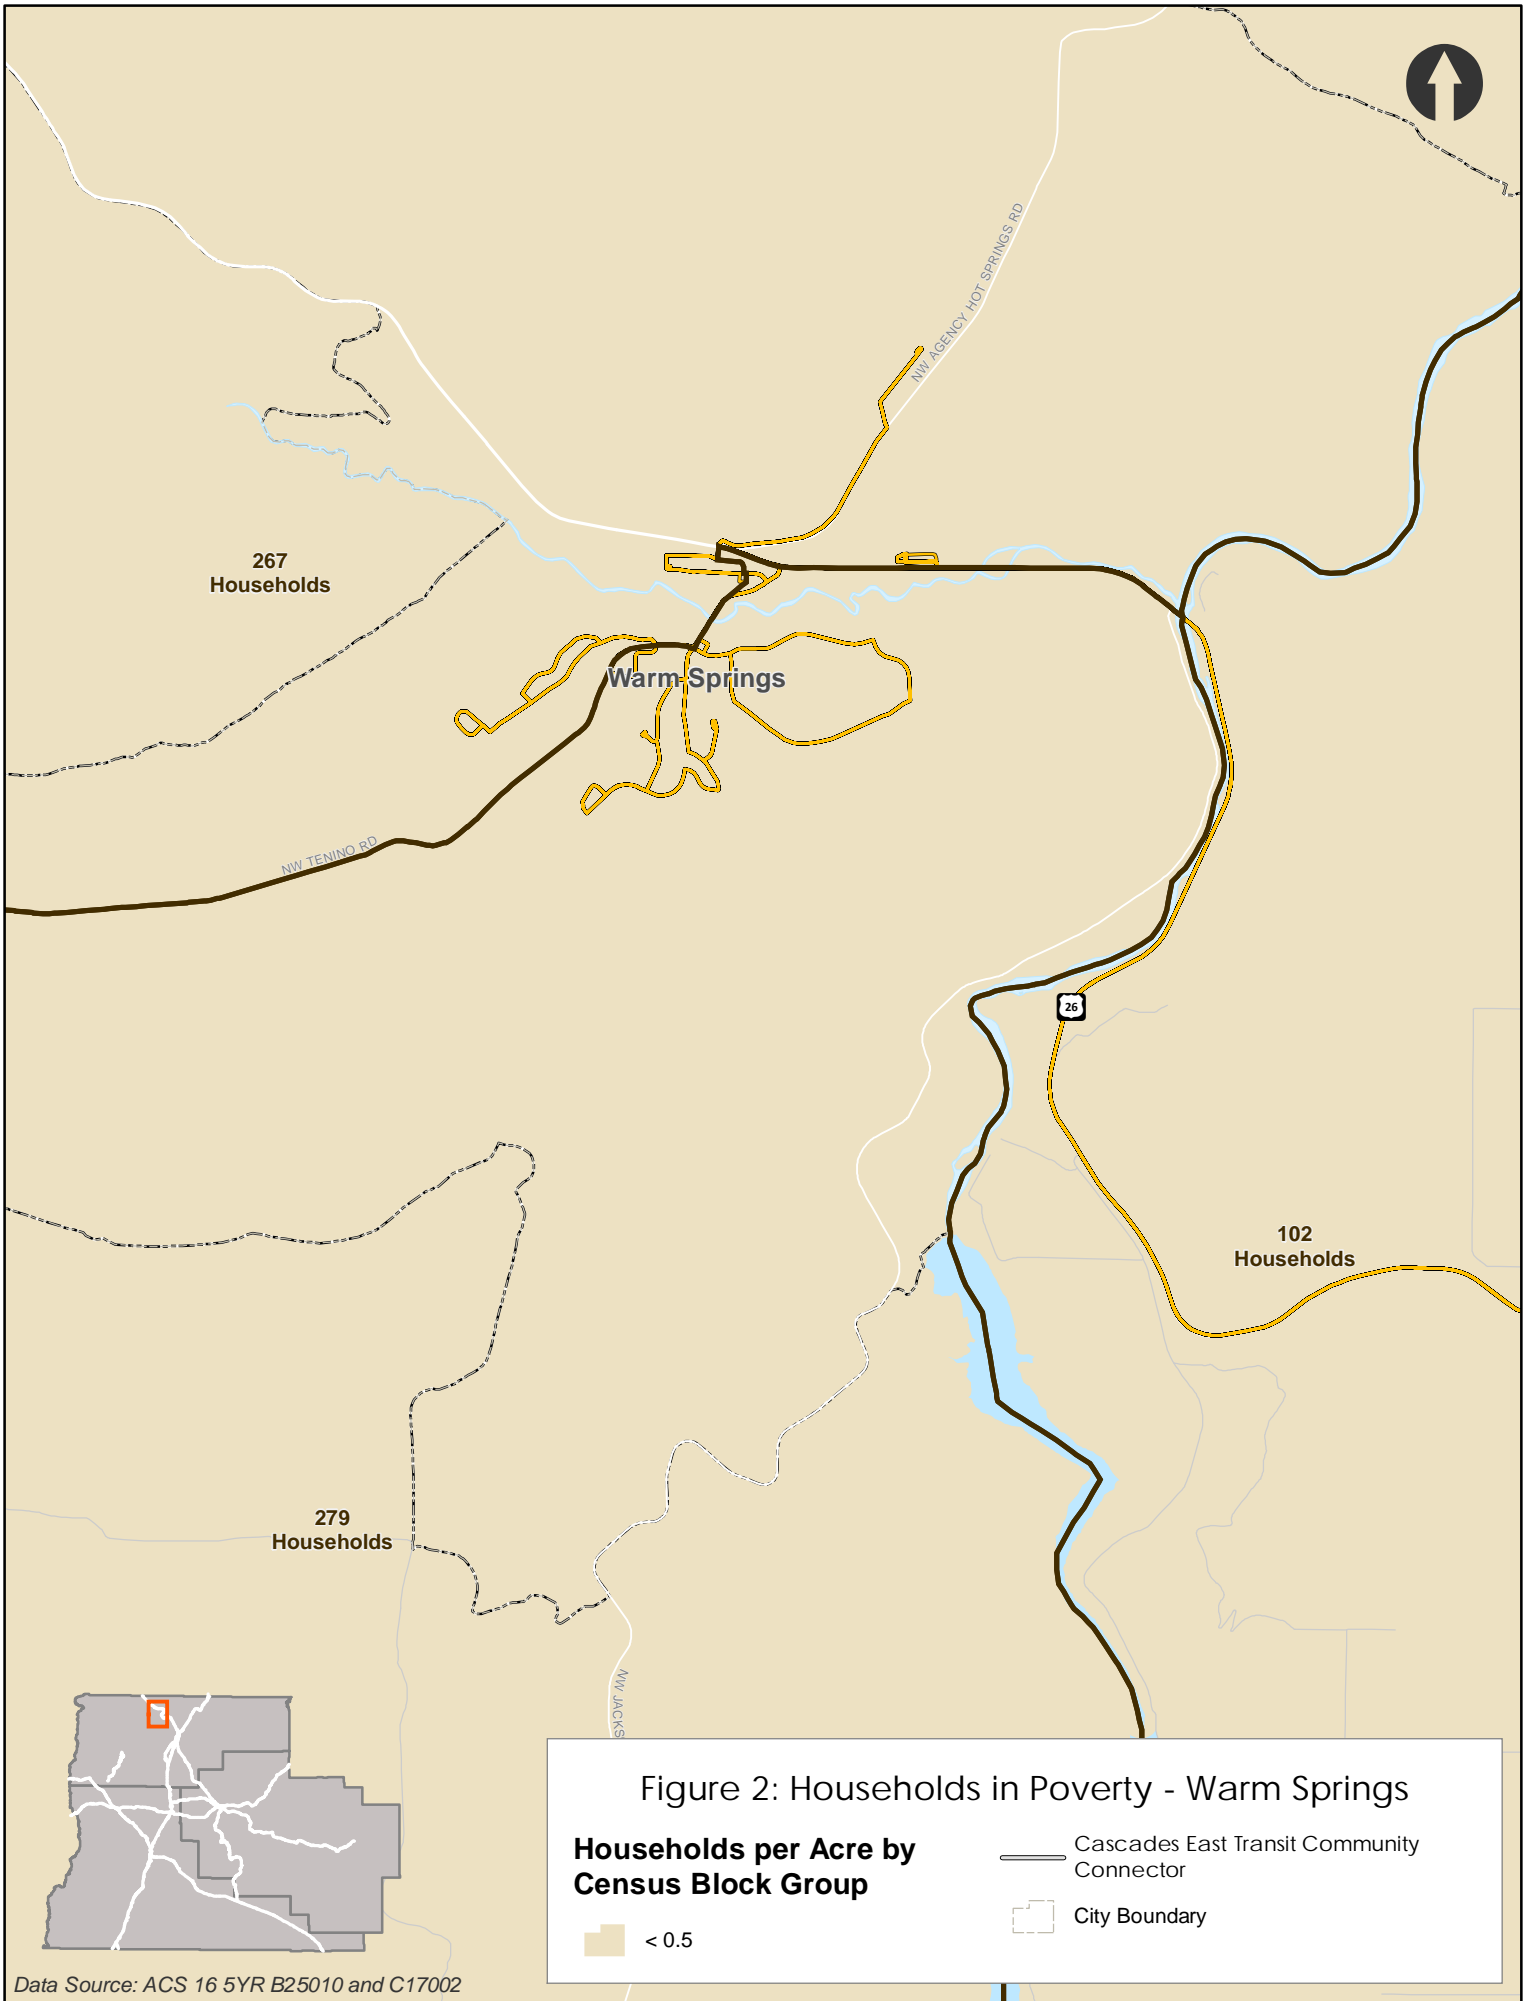 NW AGENCY HOT SPRINGS RD
267
Households
Warm Springs
NW TENINO RD
26
102
Households
279
Households
NW JACKS
Figure 2: Households in Poverty - Warm Springs
Households per Acre by
Census Block Group
< 0.5
Cascades East Transit Community
Connector
City Boundary
Data Source: ACS 16 5YR B25010 and C17002